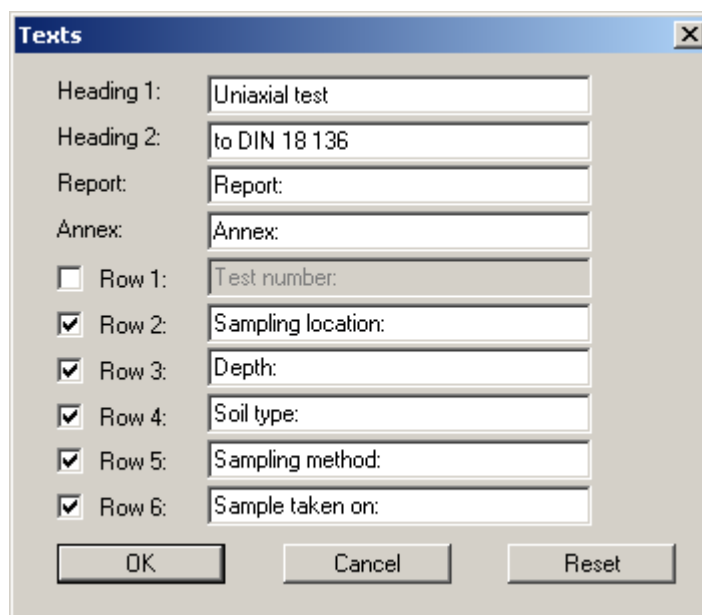 Texts
Heading 1: Uniaxial test
Heading 2: to DIN 18 136
Report: Report:
Annex: Annex:
Row 1: Test number:
Row 2: Sampling location:
Row 3: Depth:
Row 4: Soil type:
Row 5: Sampling method:
Row 6: Sample taken on:
OK Cancel Reset